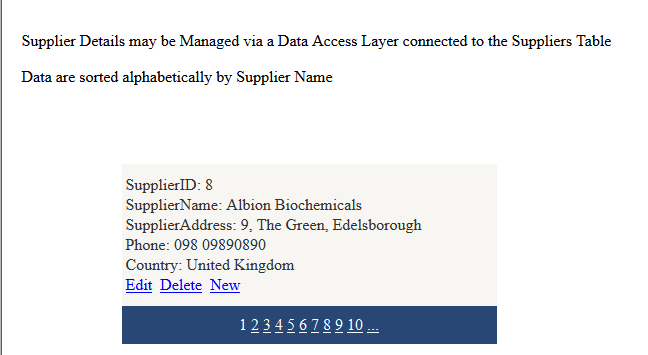 Supplier Details may be Managed via a Data Access Layer connected to the Suppliers Table
Data are sorted alphabetically by Supplier Name
SupplierID: 8
SupplierName: Albion Biochemicals
SupplierAddress: 9, The Green, Edelsborough
Phone: 098 09890890
Country: United Kingdom
Edit Delete New
1 2 3 4 5 6 7 8 9 10 ...